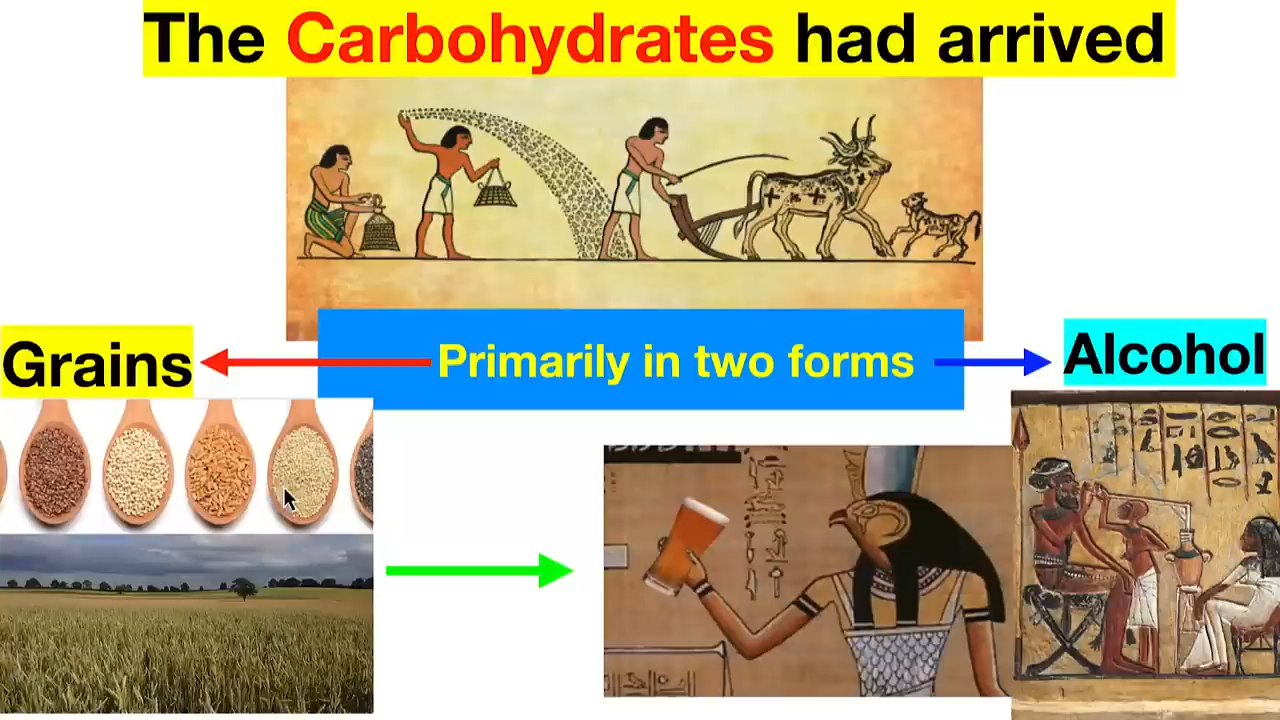 The Carbohydrates had arrived
Grains
Primarily in two forms
Alcohol